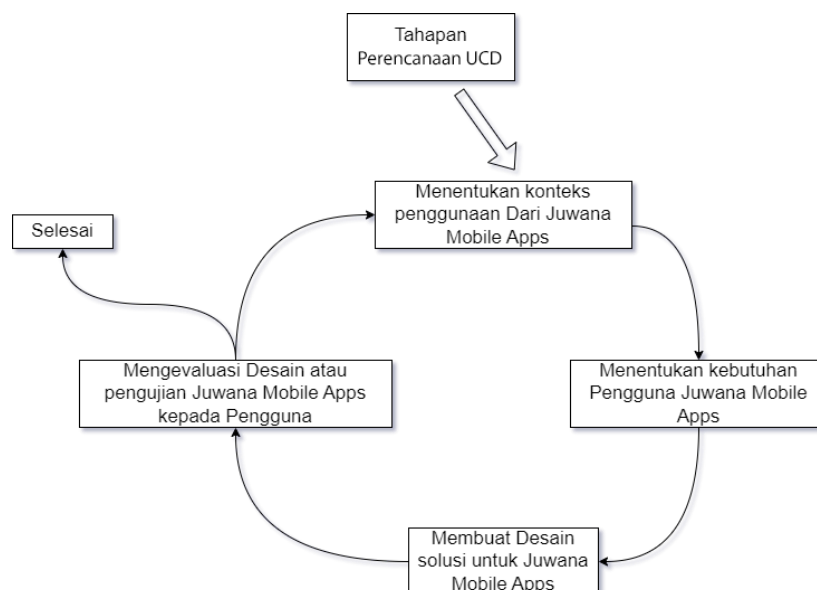 Tahapan
Perencanaan UCD
Menentukan konteks
penggunaan Dari Juwana
Mobile Apps
Selesai
Mengevaluasi Desain atau
pengujian Juwana Mobile Apps
kepada Pengguna
Menentukan kebutuhan
Pengguna Juwana Mobile
Apps
Membuat Desain
solusi untuk Juwana
Mobile Apps